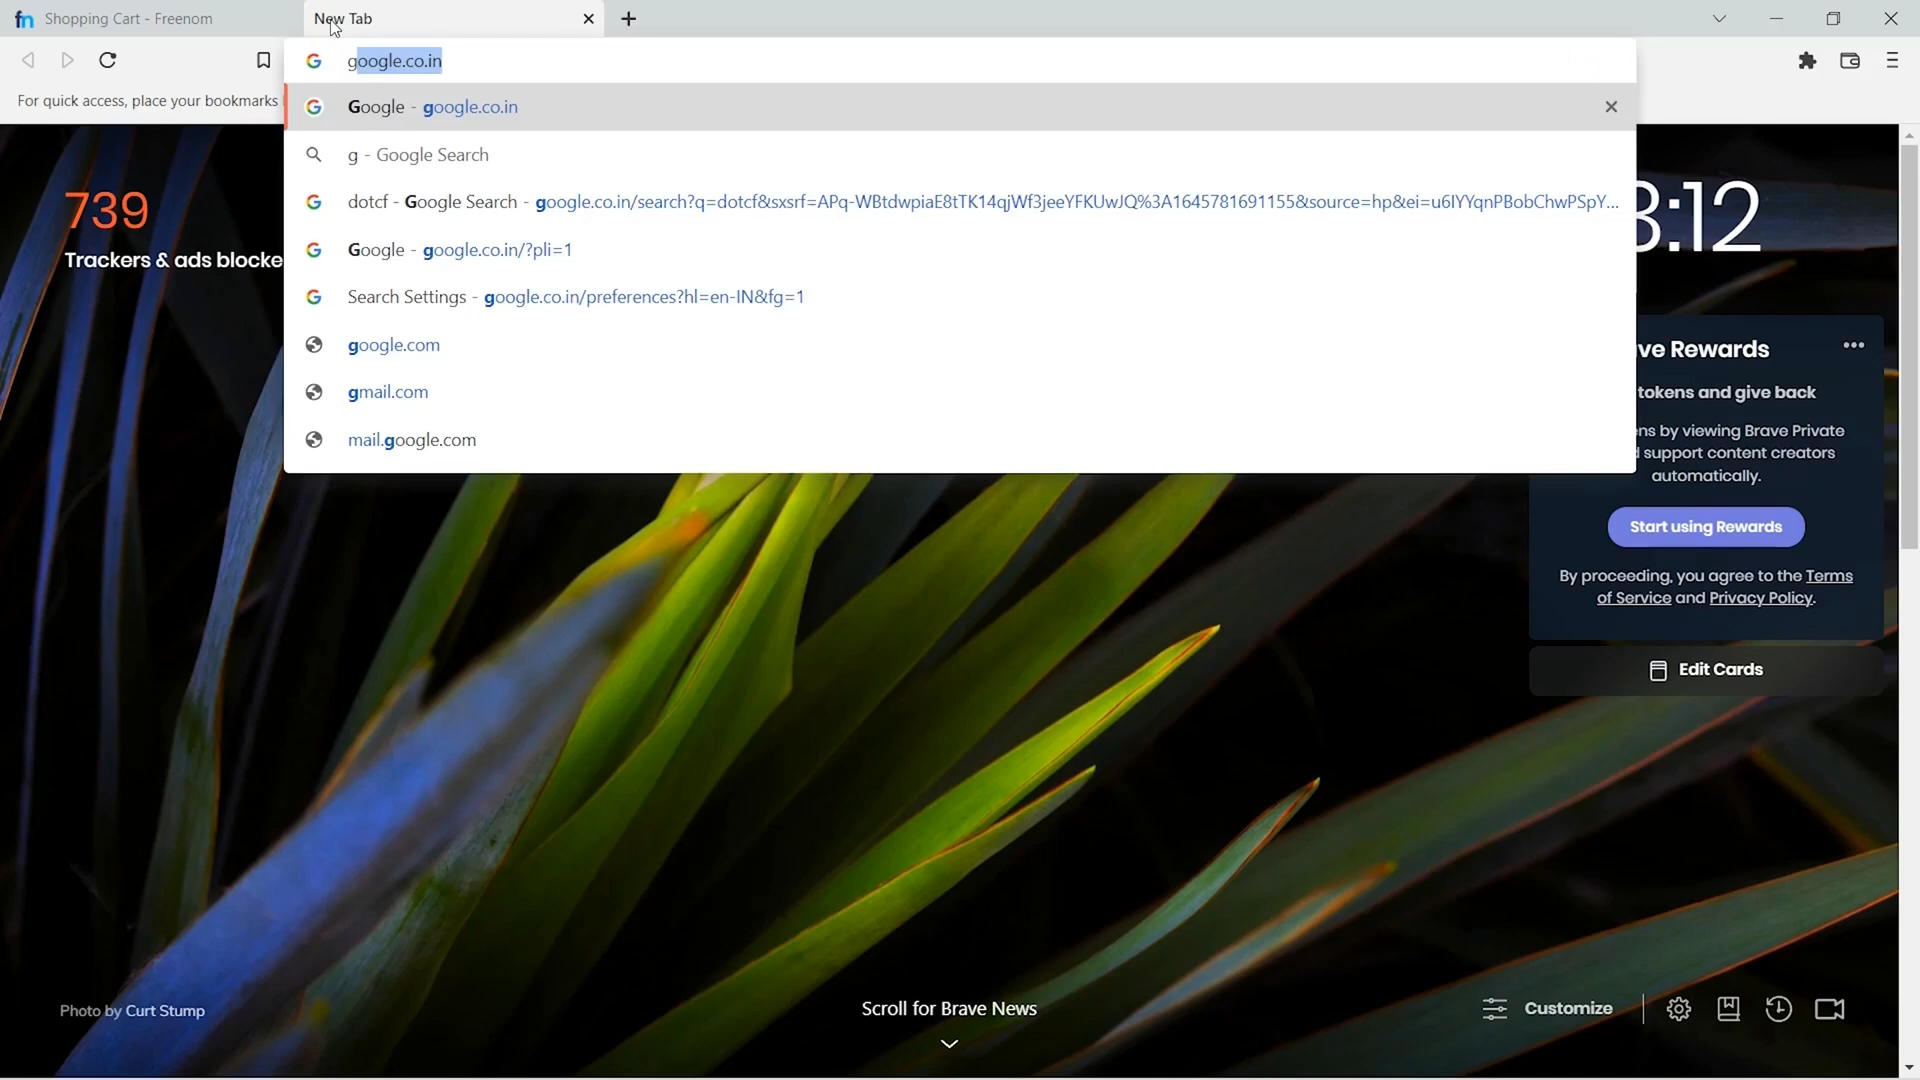 Shopping Cart - Freenom
New Tab
google.co.in
For quick access, place your bookmarks
Google - google.co.in
g - Google Search
dotcf - Google Search - google.co.in/search?q=dotcf&sxsrf=APq-WBtdwpiaE8tTK14qjWf3jeeYFKUwJQ%3A1645781691155&source=hp&ei=u6IYYqnPBobChwPSpY...
Google - google.co.in/?pli=1
Search Settings - google.co.in/preferences?hl=en-IN&fg=1
google.com
gmail.com
mail.google.com
739
Trackers & ads blocke
3:12
ve Rewards
tokens and give back
ns by viewing Brave Private
support content creators
automatically.
Start using Rewards
By proceeding, you agree to the Terms
of Service and Privacy Policy.
Edit Cards
Photo by Curt Stump
Scroll for Brave News
Customize